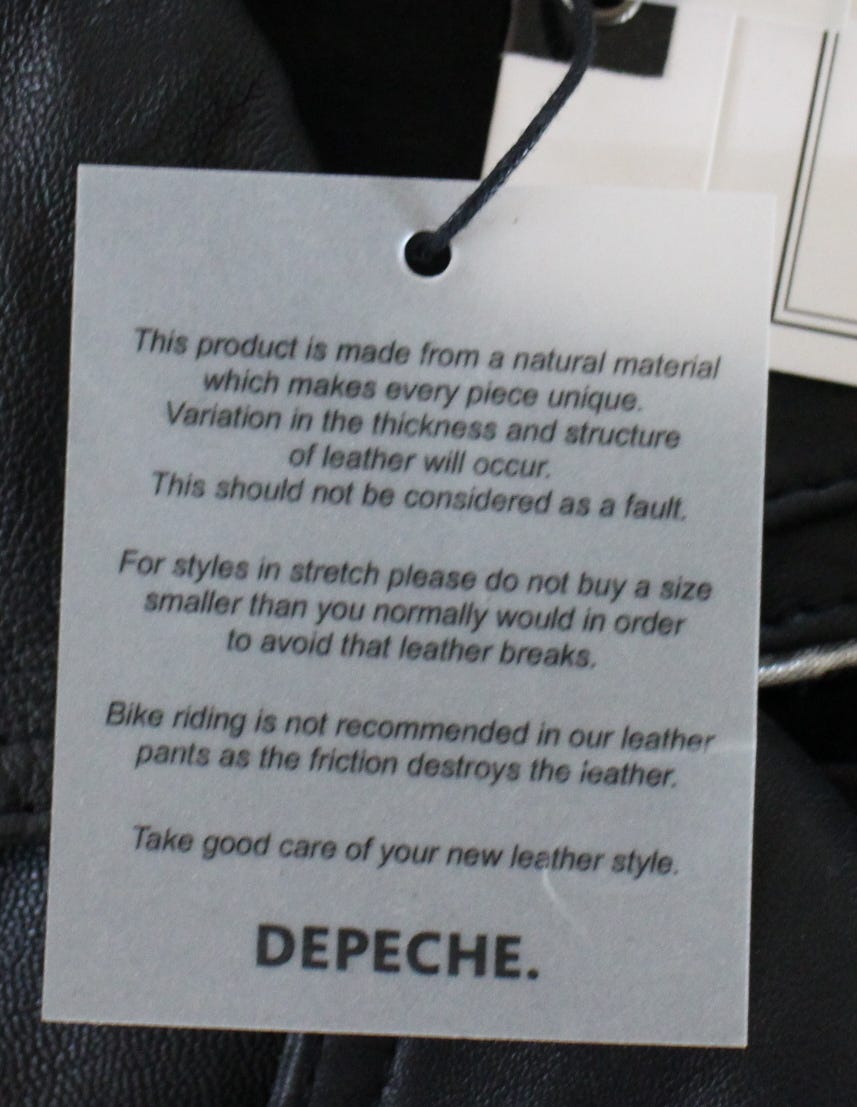 This product is made from a natural material
which makes every piece unique.
Variation in the thickness and structure
of leather will occur.
This should not be considered as a fault.
For styles in stretch please do not buy a size
smaller than you normally would in order
to avoid that leather breaks.
Bike riding is not recommended in our leather
pants as the friction destroys the leather.
Take good care of your new leather style.
DEPECHE.